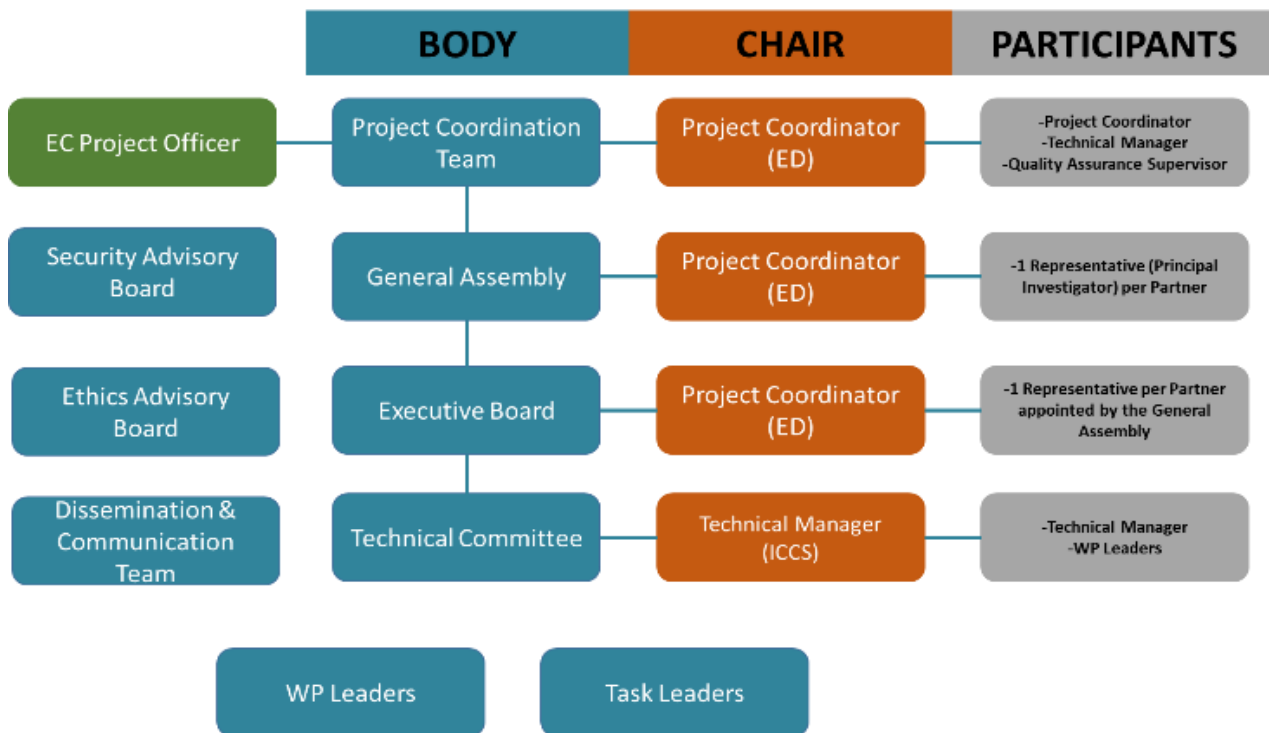 BODY
CHAIR
PARTICIPANTS
EC Project Officer
Project Coordination
Team
Project Coordinator
(ED)
-Project Coordinator
-Technical Manager
-Quality Assurance Supervisor
Security Advisory
Board
General Assembly
Project Coordinator
(ED)
-1 Representative (Principal
Investigator) per Partner
Ethics Advisory
Board
Executive Board
Project Coordinator
(ED)
-1 Representative per Partner
appointed by the General
Assembly
Dissemination &
Communication
Team
Technical Committee
Technical Manager
(ICCS)
-Technical Manager
-WP Leaders
WP Leaders
Task Leaders